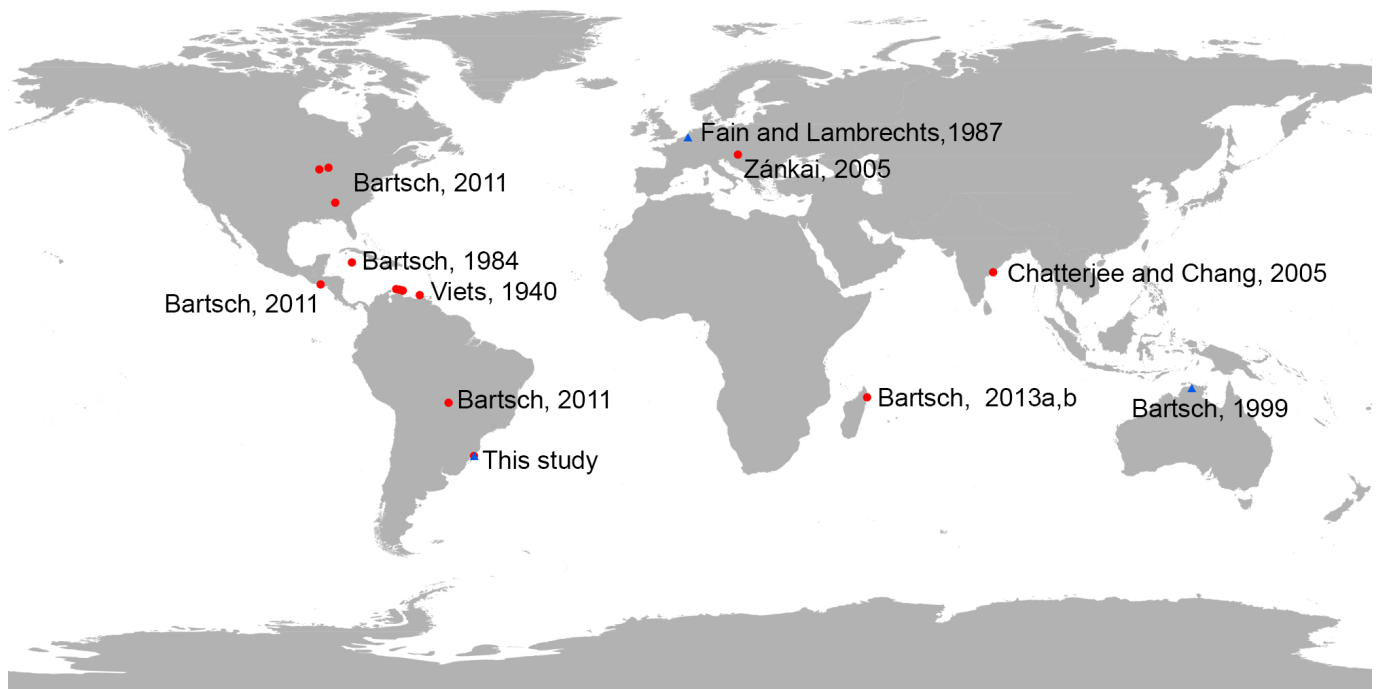 Fain and Lambrechts,1987
Zánkai, 2005
Bartsch, 2011
Bartsch, 1984
Chatterjee and Chang, 2005
Viets, 1940
Bartsch, 2011
Bartsch, 2011
Bartsch, 2013a,b
Bartsch, 1999
This study